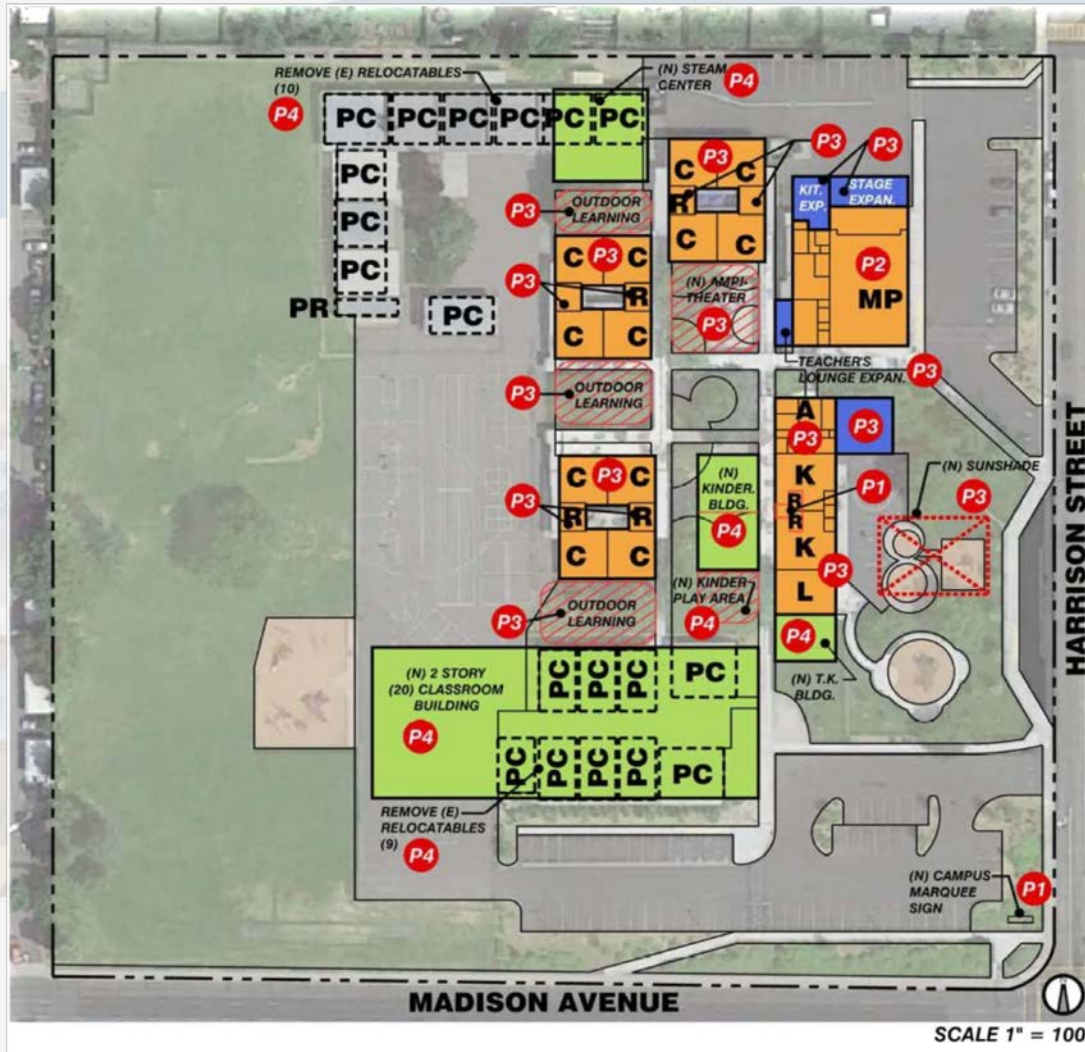 REMOVE (E) RELOCATABLES
(10)
P4
(N) STEAM
CENTER
P4
PC
PC
PC
PC
PC
PC
PC
PC
PC
PR
PC
OUTDOOR
LEARNING
P3
C
P3
C
R
C
C
P3
P3
KIT.
EXP.
STAGE
EXPAN.
P2
MP
C
P3
C
P3
R
C
C
(N) AMPI-
THEATER
P3
TEACHER'S
LOUNGE EXPAN.
P3
OUTDOOR
LEARNING
P3
A
P3
P3
K
R
R
K
L
P1
(N) SUNSHADE
P3
P3
C
P3
C
P3
R
R
C
C
(N)
KINDER.
BLDG.
P4
(N) KINDER
PLAY AREA
P4
OUTDOOR
LEARNING
P3
P4
(N) T.K.
BLDG.
(N) 2 STORY
(20) CLASSROOM
BUILDING
P4
PC
PC
PC
PC
PC
PC
PC
PC
PC
REMOVE (E)
RELOCATABLES
(9)
P4
(N) CAMPUS
MARQUEE
SIGN
P1
HARRISON STREET
MADISON AVENUE
SCALE 1" = 100